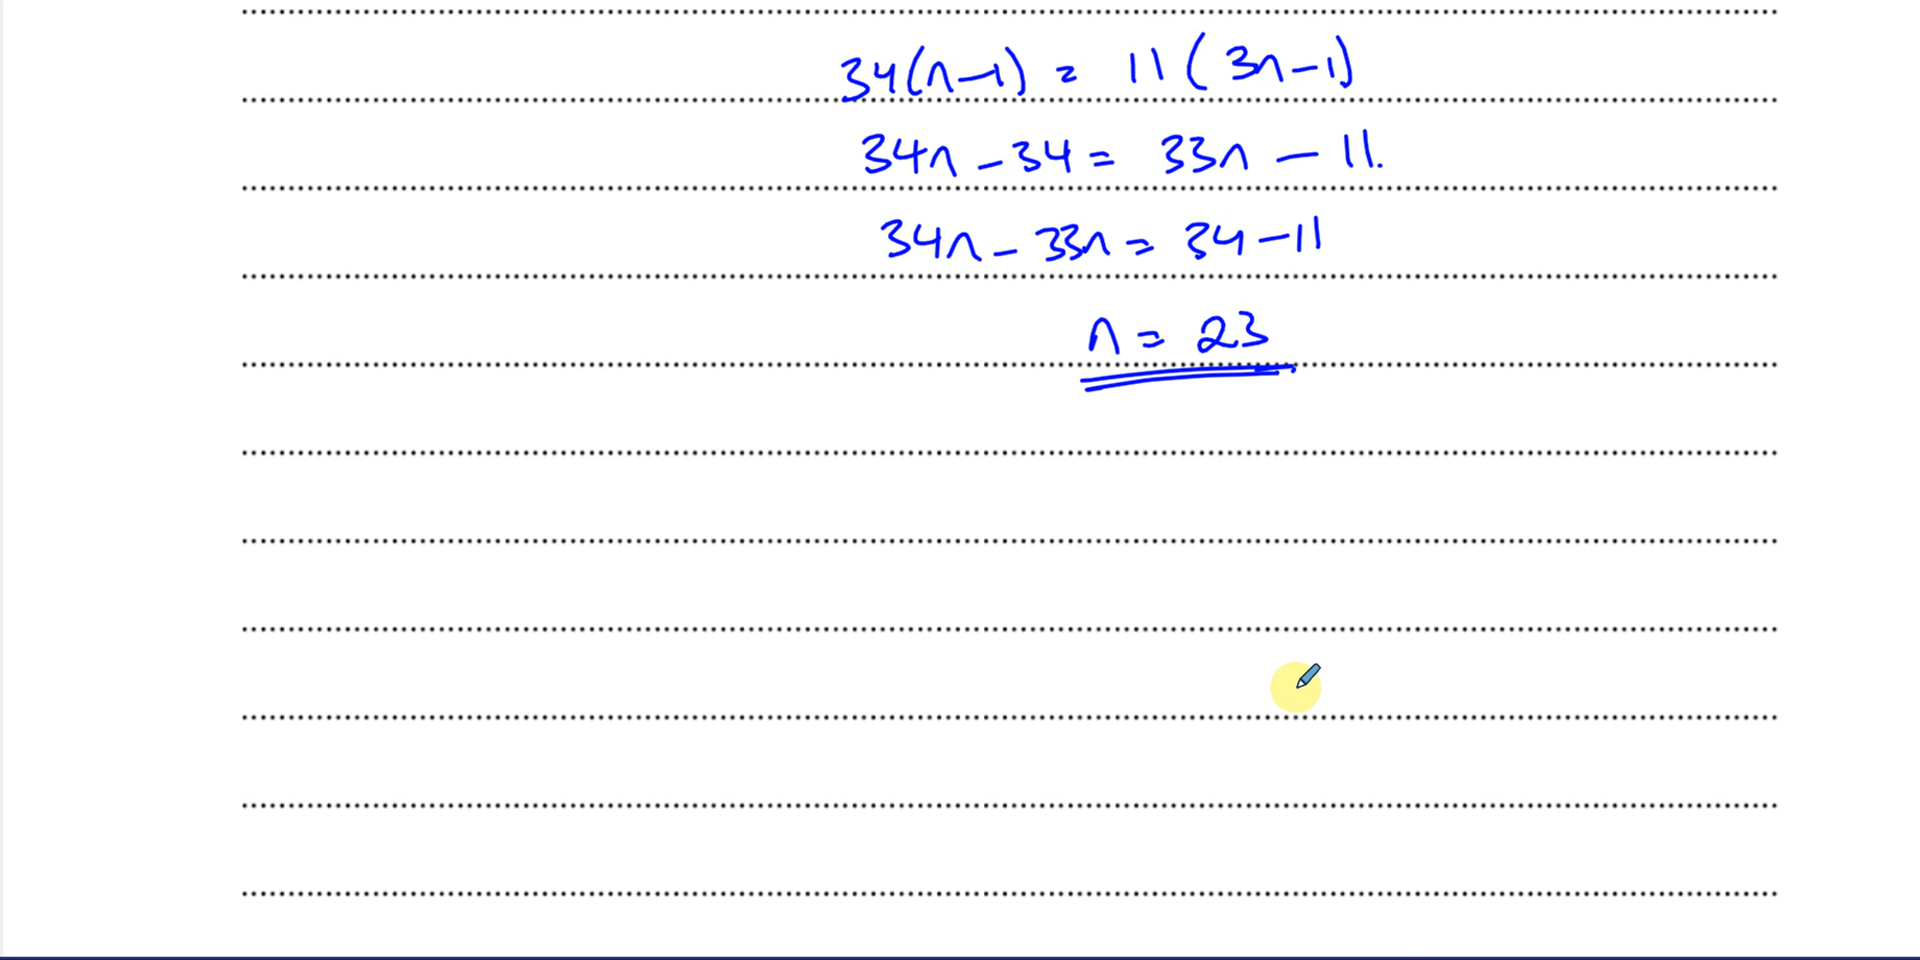 34(n-1) = 11(3n-1)
34n - 34 = 33n - 11.
34n - 33n = 34 - 11
n = 23